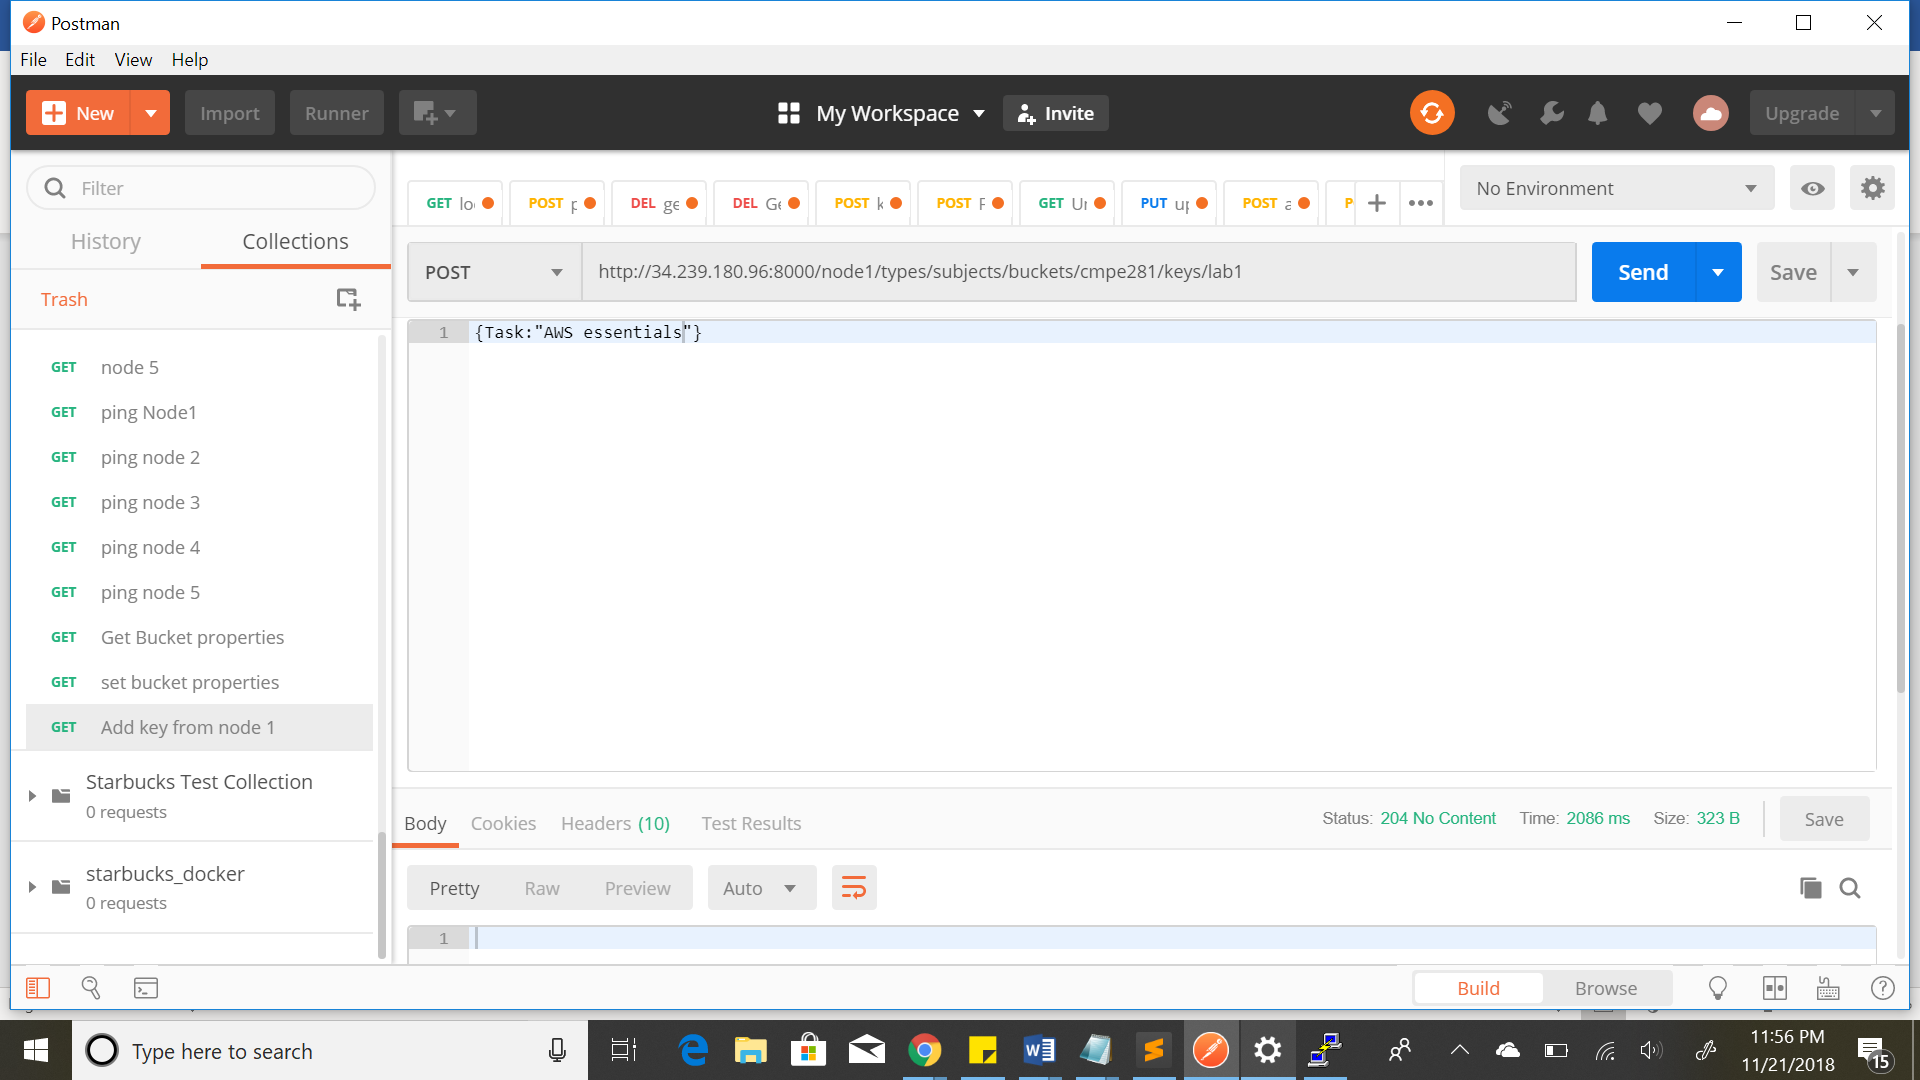 Postman
File Edit View Help
New Import Runner My Workspace Invite Upgrade
Filter
History Collections
Trash
GET node 5
GET ping Node1
GET ping node 2
GET ping node 3
GET ping node 4
GET ping node 5
GET Get Bucket properties
GET set bucket properties
GET Add key from node 1
Starbucks Test Collection
0 requests
starbucks_docker
0 requests
GET POST DEL ge DEL Ge POST k POST GET PUT up POST a
No Environment
POST http://34.239.180.96:8000/node1/types/subjects/buckets/cmpe281/keys/lab1 Send Save
1 {Task:"AWS essentials"}
Body Cookies Headers (10) Test Results Status: 204 No Content Time: 2086 ms Size: 323 B Save
Pretty Raw Preview Auto
1
Build Browse
Type here to search
11:56 PM
11/21/2018
15